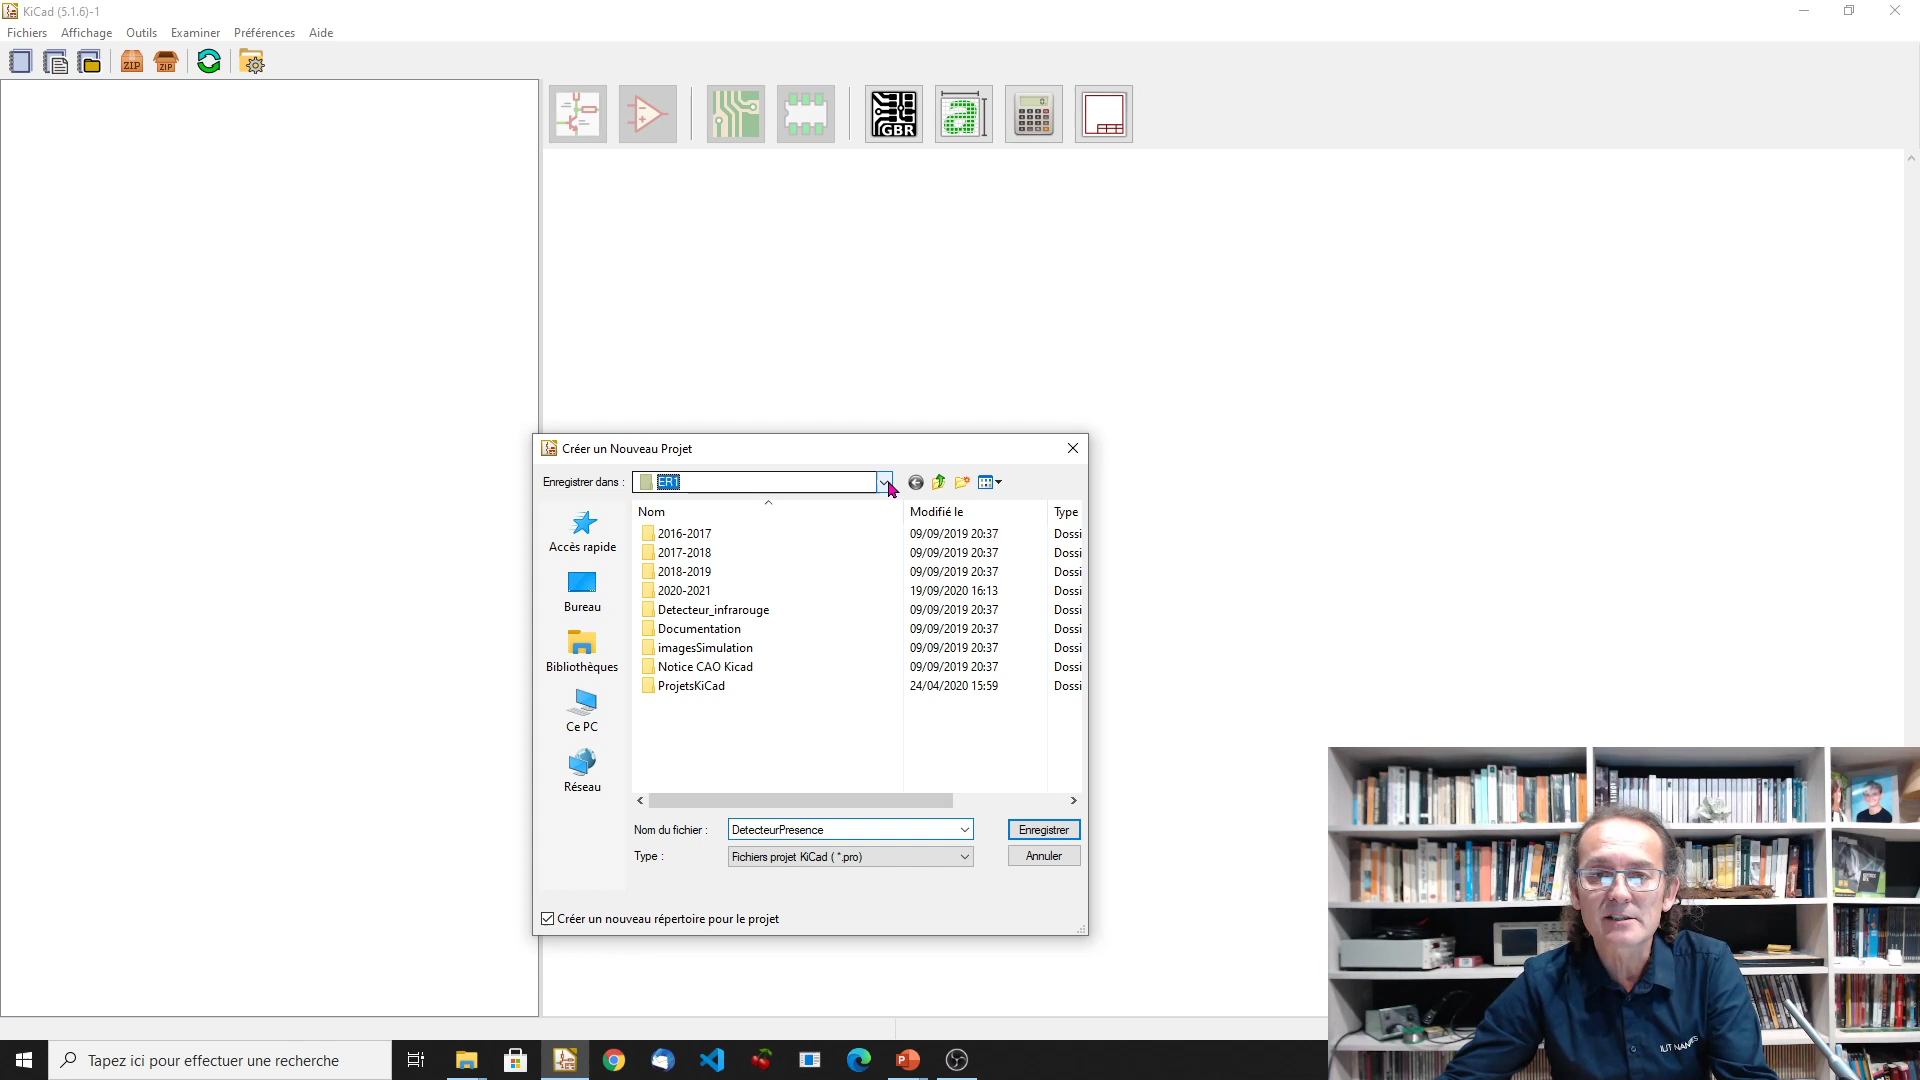 KiCad (5.1.6)-1
Fichiers Affichage Outils Examiner Préférences Aide
ZIP ZIP
GBR
Créer un Nouveau Projet
Enregistrer dans : ER1
Nom Modifié le Type
2016-2017 09/09/2019 20:37 Dossi
2017-2018 09/09/2019 20:37 Dossi
2018-2019 09/09/2019 20:37 Dossi
2020-2021 19/09/2020 16:13 Dossi
Detecteur_infrarouge 09/09/2019 20:37 Dossi
Documentation 09/09/2019 20:37 Dossi
imagesSimulation 09/09/2019 20:37 Dossi
Notice CAO Kicad 09/09/2019 20:37 Dossi
ProjetsKiCad 24/04/2020 15:59 Dossi
Accès rapide
Bureau
Bibliothèques
Ce PC
Réseau
Nom du fichier : DetecteurPresence Enregistrer
Type : Fichiers projet KiCad (*.pro) Annuler
Créer un nouveau répertoire pour le projet
IUT NANTES
Tapez ici pour effectuer une recherche